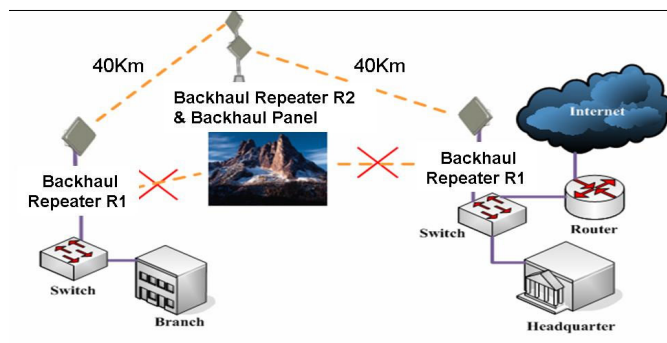 40Km
40Km
Backhaul Repeater R2
& Backhaul Panel
Internet
Backhaul
Repeater R1
Backhaul
Repeater R1
Switch
Router
Switch
Branch
Headquarter